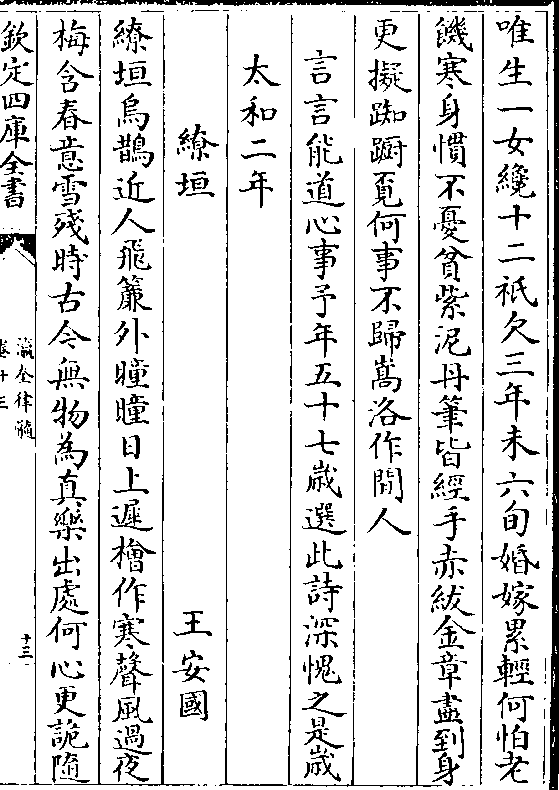 唯生一女纔十二祇欠三年未六旬婚嫁累輕何怕老
饑寒身慣不憂貧紫泥丹筆皆經手赤紱金章盡到身
更擬踟躕覓何事不歸嵩洛作閒人
言言能道心事予年五十七歲選此詩深愧之是歲
太和二年
繚垣 王安國
繚垣烏鵲近人飛簾外曈曈日上遲檜作寒聲風過夜
梅含春意雪殘時古今無物為真樂出處何心更詭隨
欽定四庫全書
瀛奎律髓
卷十三
十三